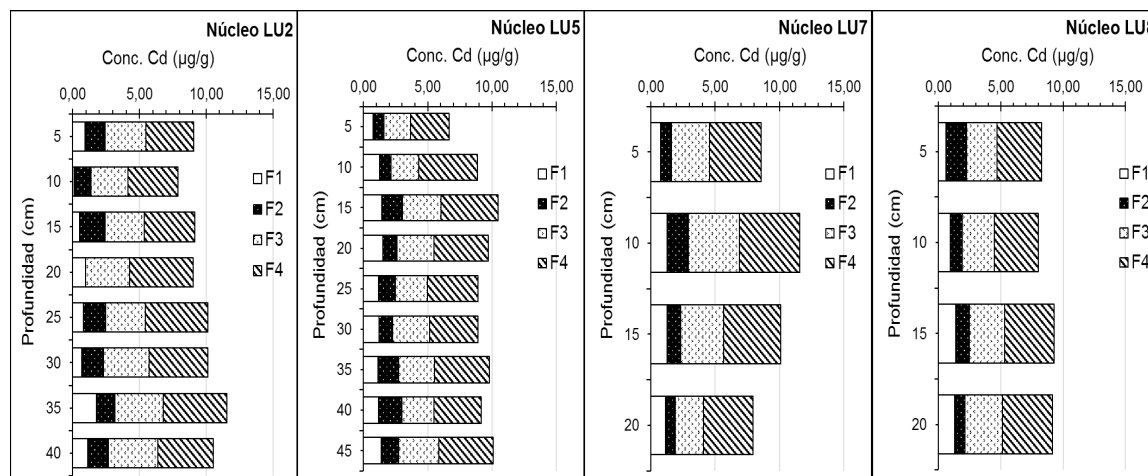 Núcleo LU2
Conc. Cd (µg/g)
0,00 5,00 10,00 15,00
Profundidad (cm)
5
10
15
20
25
30
35
40
F1
F2
F3
F4
Núcleo LU5
Conc. Cd (µg/g)
0,00 5,00 10,00 15,00
Profundidad (cm)
5
10
15
20
25
30
35
40
45
F1
F2
F3
F4
Núcleo LU7
Conc. Cd (µg/g)
0,00 5,00 10,00 15,00
Profundidad (cm)
5
10
15
20
F1
F2
F3
F4
Núcleo LU8
Conc. Cd (µg/g)
0,00 5,00 10,00 15,00
Profundidad (cm)
5
10
15
20
F1
F2
F3
F4